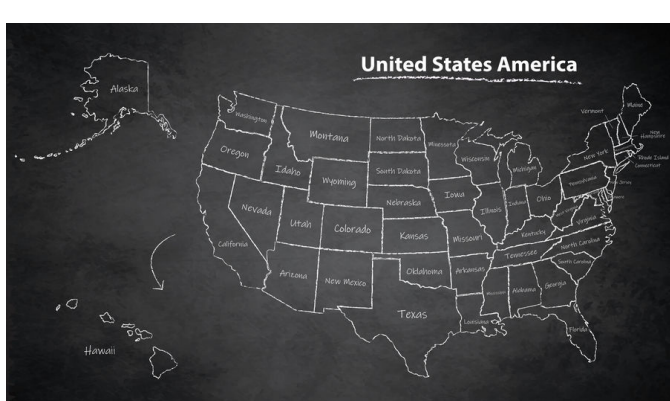 United States America
Alaska
Washington
Montana
North Dakota
Minnesota
Vermont
Maine
Oregon
Idaho
Wyoming
South Dakota
Wisconsin
Michigan
New York
New
Hampshire
Rhode Island
Connecticut
Nevada
Utah
Colorado
Nebraska
Iowa
Illinois
Indiana
Ohio
Pennsylvania
California
Kansas
Missouri
Kentucky
Virginia
Arizona
New Mexico
Oklahoma
Arkansas
Tennessee
North Carolina
South Carolina
Texas
Louisiana
Alabama
Georgia
Florida
Hawaii